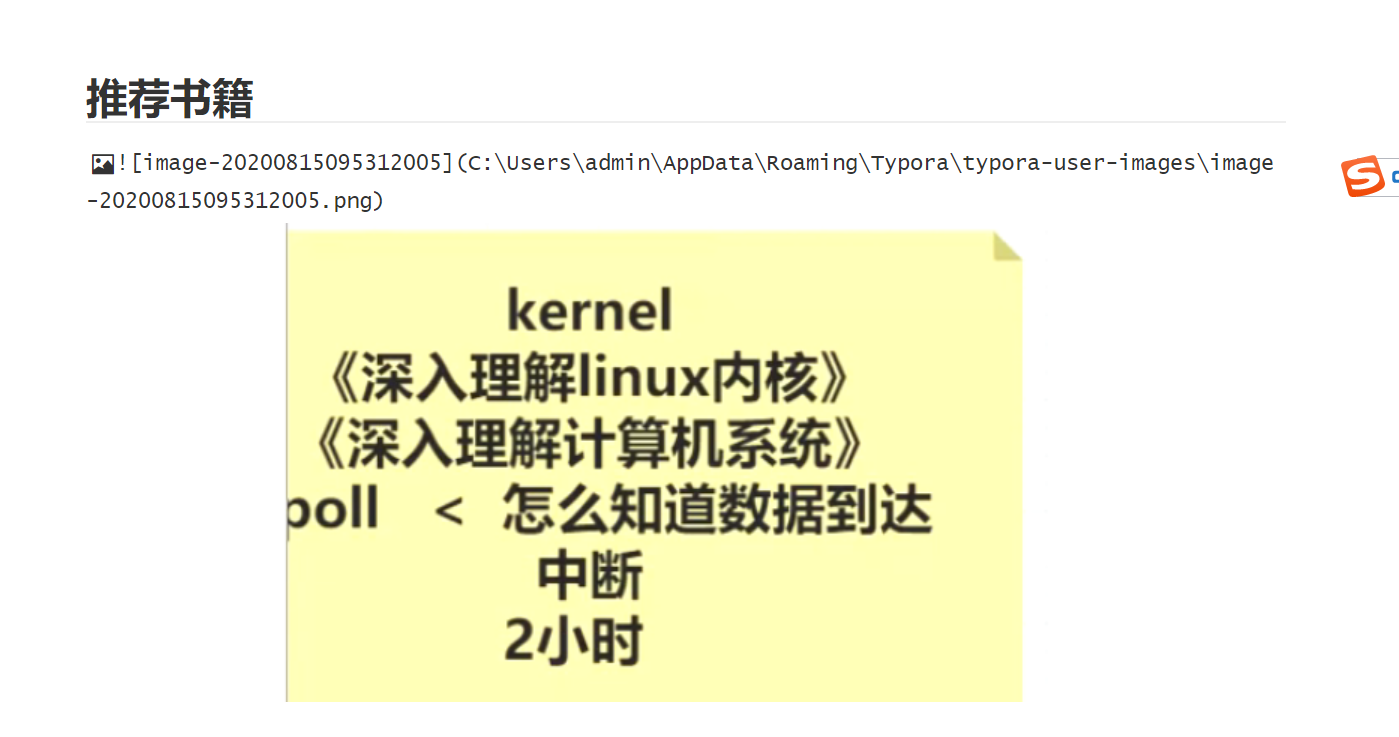 推荐书籍
![image-20200815095312005](C:\Users\admin\AppData\Roaming\Typora\typora-user-images\image
-20200815095312005.png)
kernel
《深入理解linux内核》
《深入理解计算机系统》
poll < 怎么知道数据到达
中断
2小时